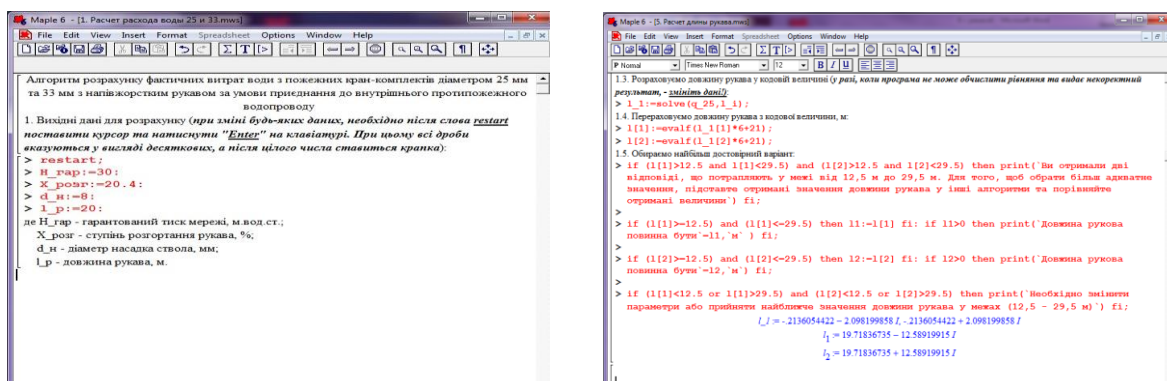 Maple 6 - [1. Расчет расхода воды 25 и 33.mws]
File Edit View Insert Format Spreadsheet Options Window Help
Алгоритм розрахунку фактичних витрат води з пожежних кран-комплектів діаметром 25 мм
та 33 мм з напівжорстким рукавом за умови приєднання до внутрішнього протипожежного
водопроводу
1. Вихідні дані для розрахунку (при зміні будь-яких даних, необхідно після слова restart
поставити курсор та натиснути "Enter" на клавіатурі. При цьому всі дроби
вказуються у вигляді десяткових, а після цілого числа ставиться крапка):
> restart;
> H_гар:=30:
> X_розг:=20.4:
> d_н:=8:
> l_р:=20:
де H_гар - гарантований тиск мережі, м.вод.ст.;
X_розг - ступінь розгортання рукава, %;
d_н - діаметр насадка ствола, мм;
l_р - довжина рукава, м.
Maple 6 - [5. Расчет длины рукава.mws]
File Edit View Insert Format Spreadsheet Options Window Help
P Normal Times New Roman 12 B I U
1.3. Розраховуємо довжину рукава у кодовій величині (у разі, коли програма не може обчислити рівняння та видає некоректний
результат, - змініть дані!):
> l_1:=solve(q_25,l_i);
1.4. Перераховуємо довжину рукава з кодової величини, м:
> l[1]:=evalf(l_1[1]*6+21);
> l[2]:=evalf(l_1[2]*6+21);
1.5. Обираємо найбільш достовірний варіант:
> if (l[1]>12.5 and l[1]<29.5) and (l[2]>12.5 and l[2]<29.5) then print(`Ви отримали дві
відповіді, що потрапляють у межі від 12,5 м до 29,5 м. Для того, щоб обрати більш адкватне
значення, підставте отримані значення довжини рукава у інші алгоритми та порівняйте
отримані величини`) fi;
>
> if (l[1]>=12.5) and (l[1]<=29.5) then l1:=l[1] fi: if l1>0 then print(`Довжина рукова
повинна бути`=l1,`м` ) fi;
>
> if (l[2]>=12.5) and (l[2]<=29.5) then l2:=l[2] fi: if l2>0 then print(`Довжина рукова
повинна бути`=l2,`м`) fi;
>
> if (l[1]<12.5 or l[1]>29.5) and (l[2]<12.5 or l[2]>29.5) then print(`Необхідно змінити
параметри або прийняти найближче значення довжини рукава у межах (12,5 - 29,5 м)`) fi;
l_1 := -.2136054422 - 2.098199858 I, -.2136054422 + 2.098199858 I
l1 := 19.71836735 - 12.58919915 I
l2 := 19.71836735 + 12.58919915 I